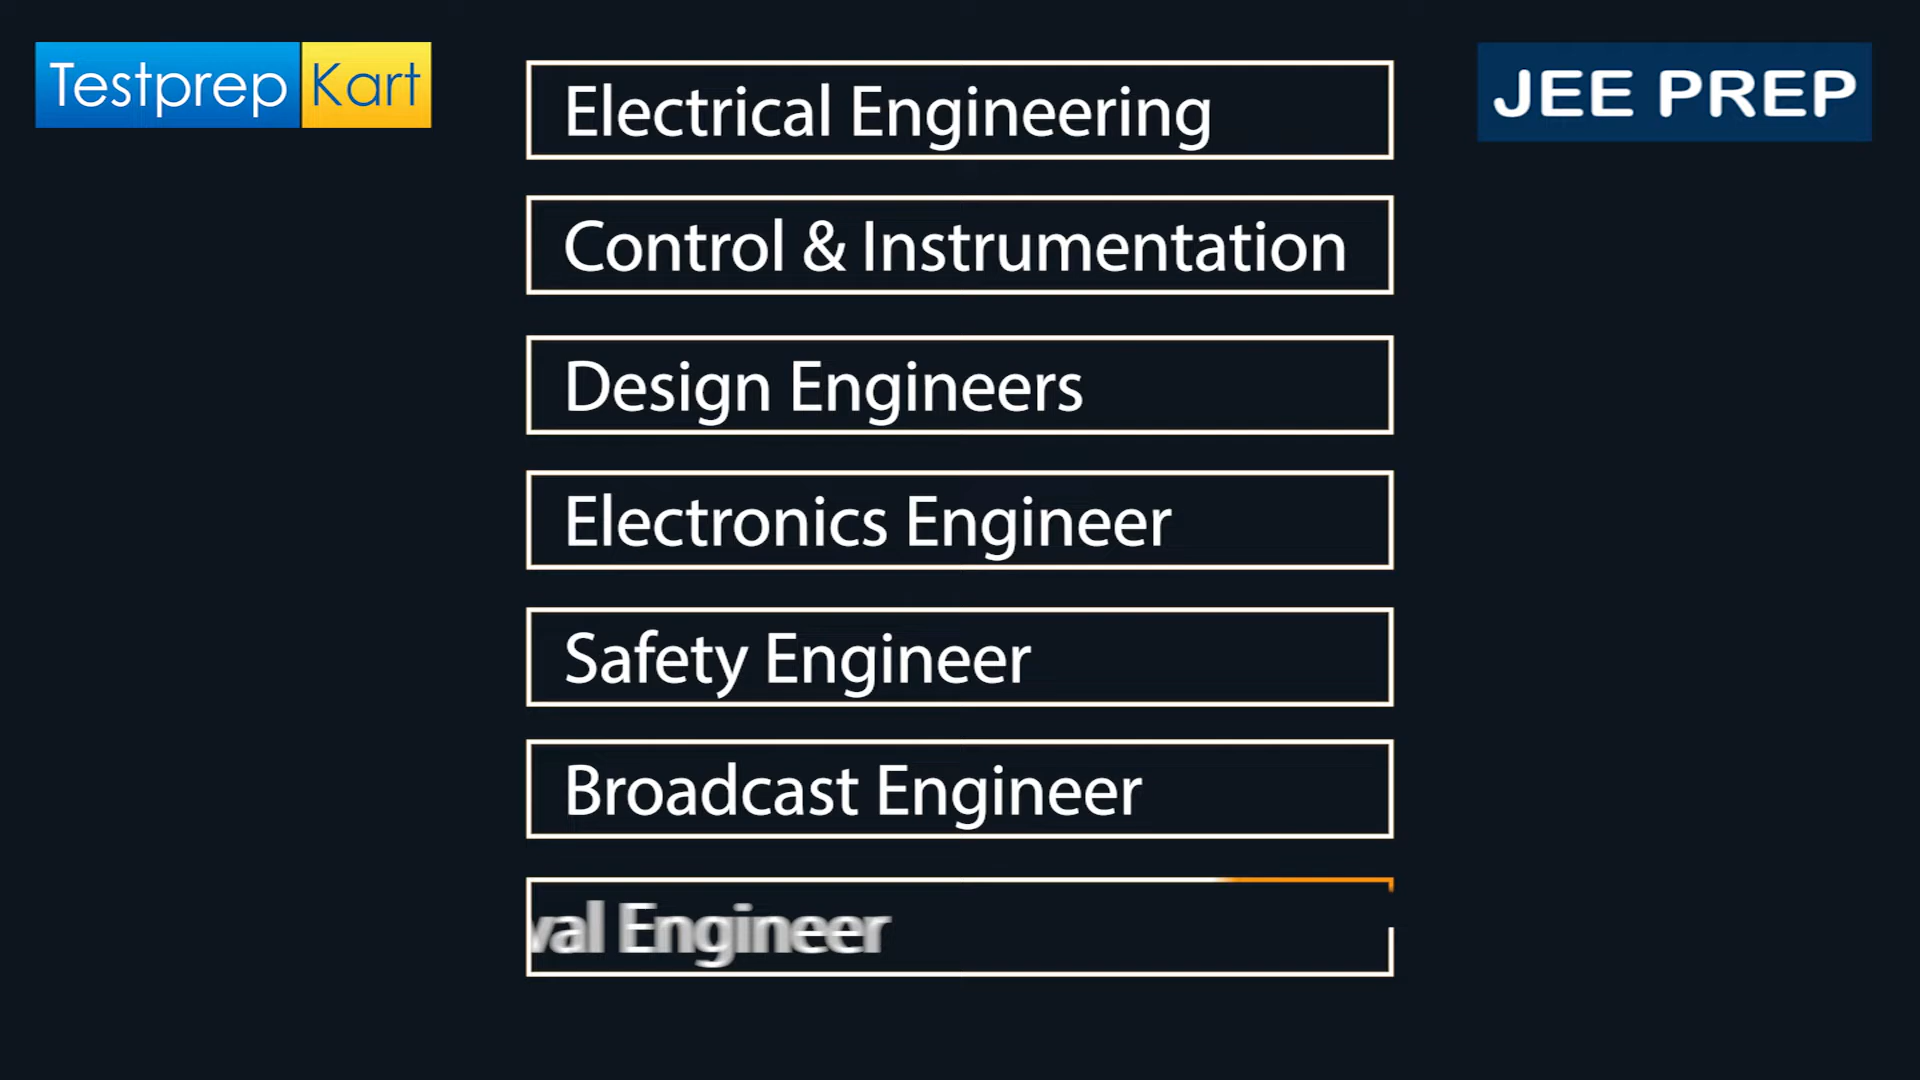 Testprep Kart
JEE PREP
Electrical Engineering
Control & Instrumentation
Design Engineers
Electronics Engineer
Safety Engineer
Broadcast Engineer
Engineer